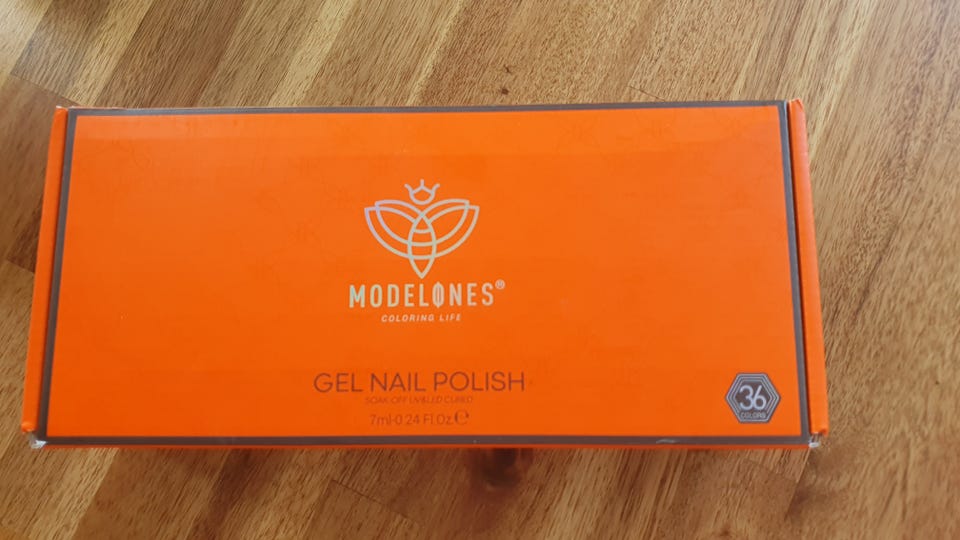 MODELONES®
COLORING LIFE
GEL NAIL POLISH
SOAK-OFF UV&LED CURED
7ml-0.24 Fl.Oz.℮
36
COLORS